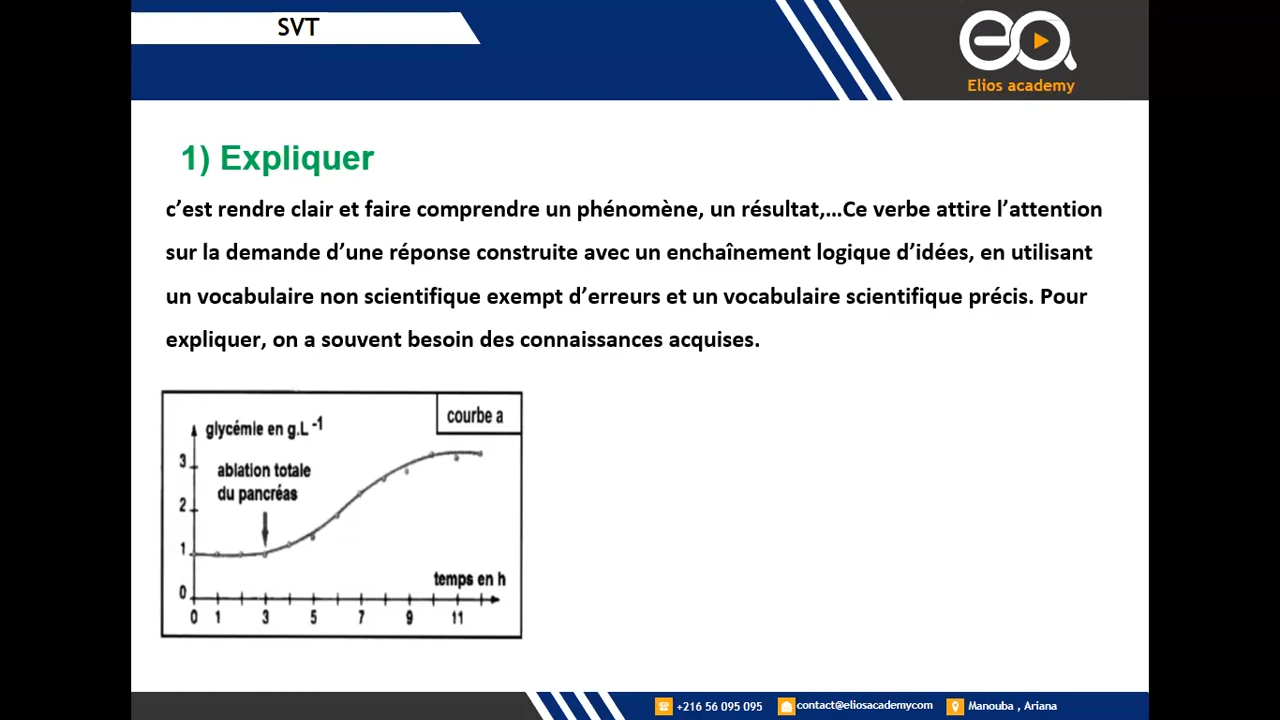 SVT
Elios academy
1) Expliquer
c’est rendre clair et faire comprendre un phénomène, un résultat,…Ce verbe attire l’attention
sur la demande d’une réponse construite avec un enchaînement logique d’idées, en utilisant
un vocabulaire non scientifique exempt d’erreurs et un vocabulaire scientifique précis. Pour
expliquer, on a souvent besoin des connaissances acquises.
courbe a
glycémie en g.L -1
3
ablation totale
du pancréas
2
1
temps en h
0
0 1 3 5 7 9 11
+216 56 095 095
contact@eliosacademycom
Manouba , Ariana